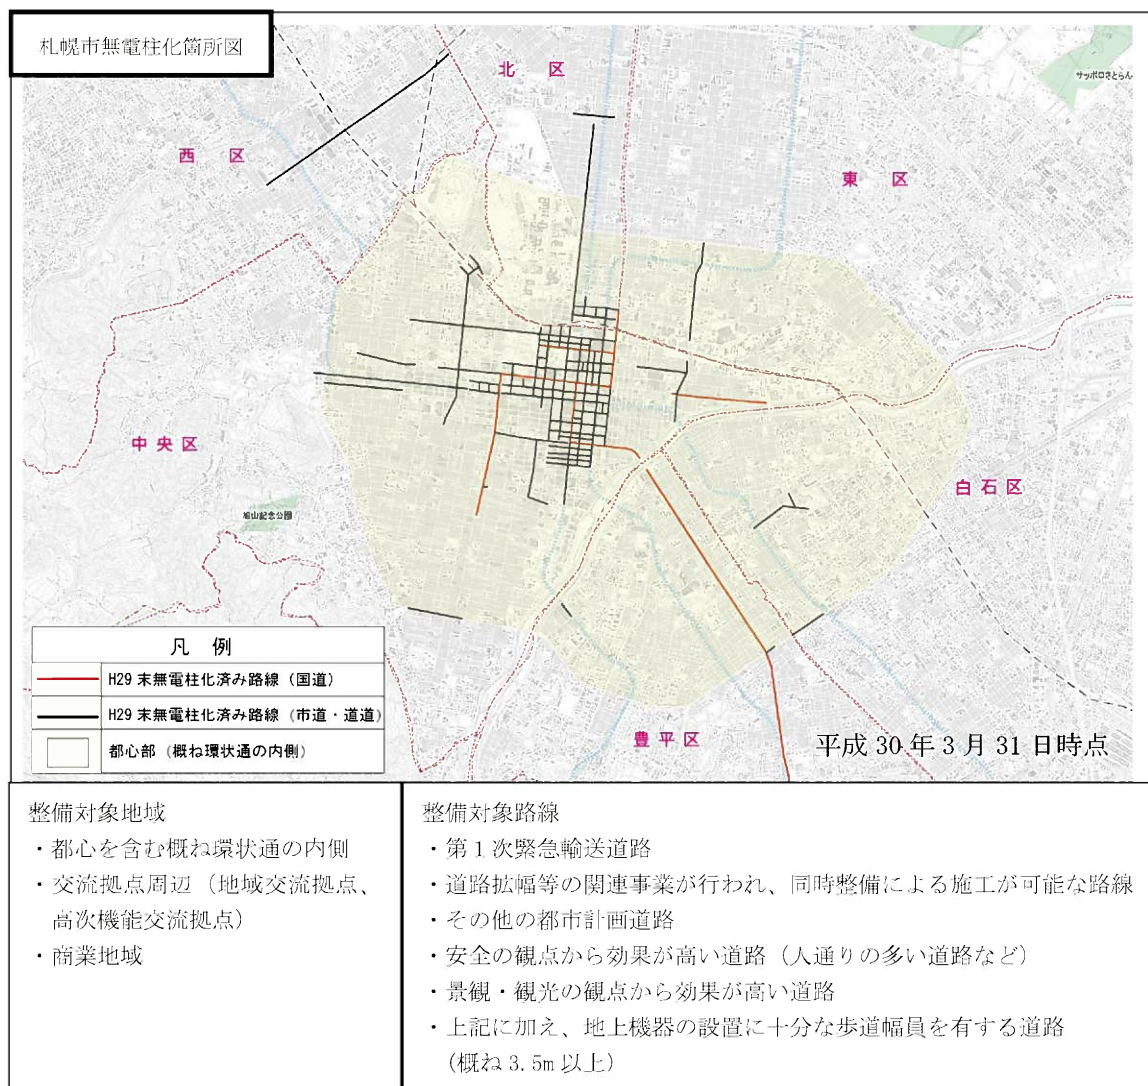 札幌市無電柱化箇所図
北区
サッポロさとらんど
西区
東区
中央区
白石区
旭山記念公園
凡例
H29 末無電柱化済み路線（国道）
H29 末無電柱化済み路線（市道・道道）
都心部（概ね環状通の内側）
豊平区
平成 30 年 3 月 31 日時点
整備対象地域
・都心を含む概ね環状通の内側
・交流拠点周辺（地域交流拠点、
高次機能交流拠点）
・商業地域
整備対象路線
・第１次緊急輸送道路
・道路拡幅等の関連事業が行われ、同時整備による施工が可能な路線
・その他の都市計画道路
・安全の観点から効果が高い道路（人通りの多い道路など）
・景観・観光の観点から効果が高い道路
・上記に加え、地上機器の設置に十分な歩道幅員を有する道路
(概ね 3.5m 以上)